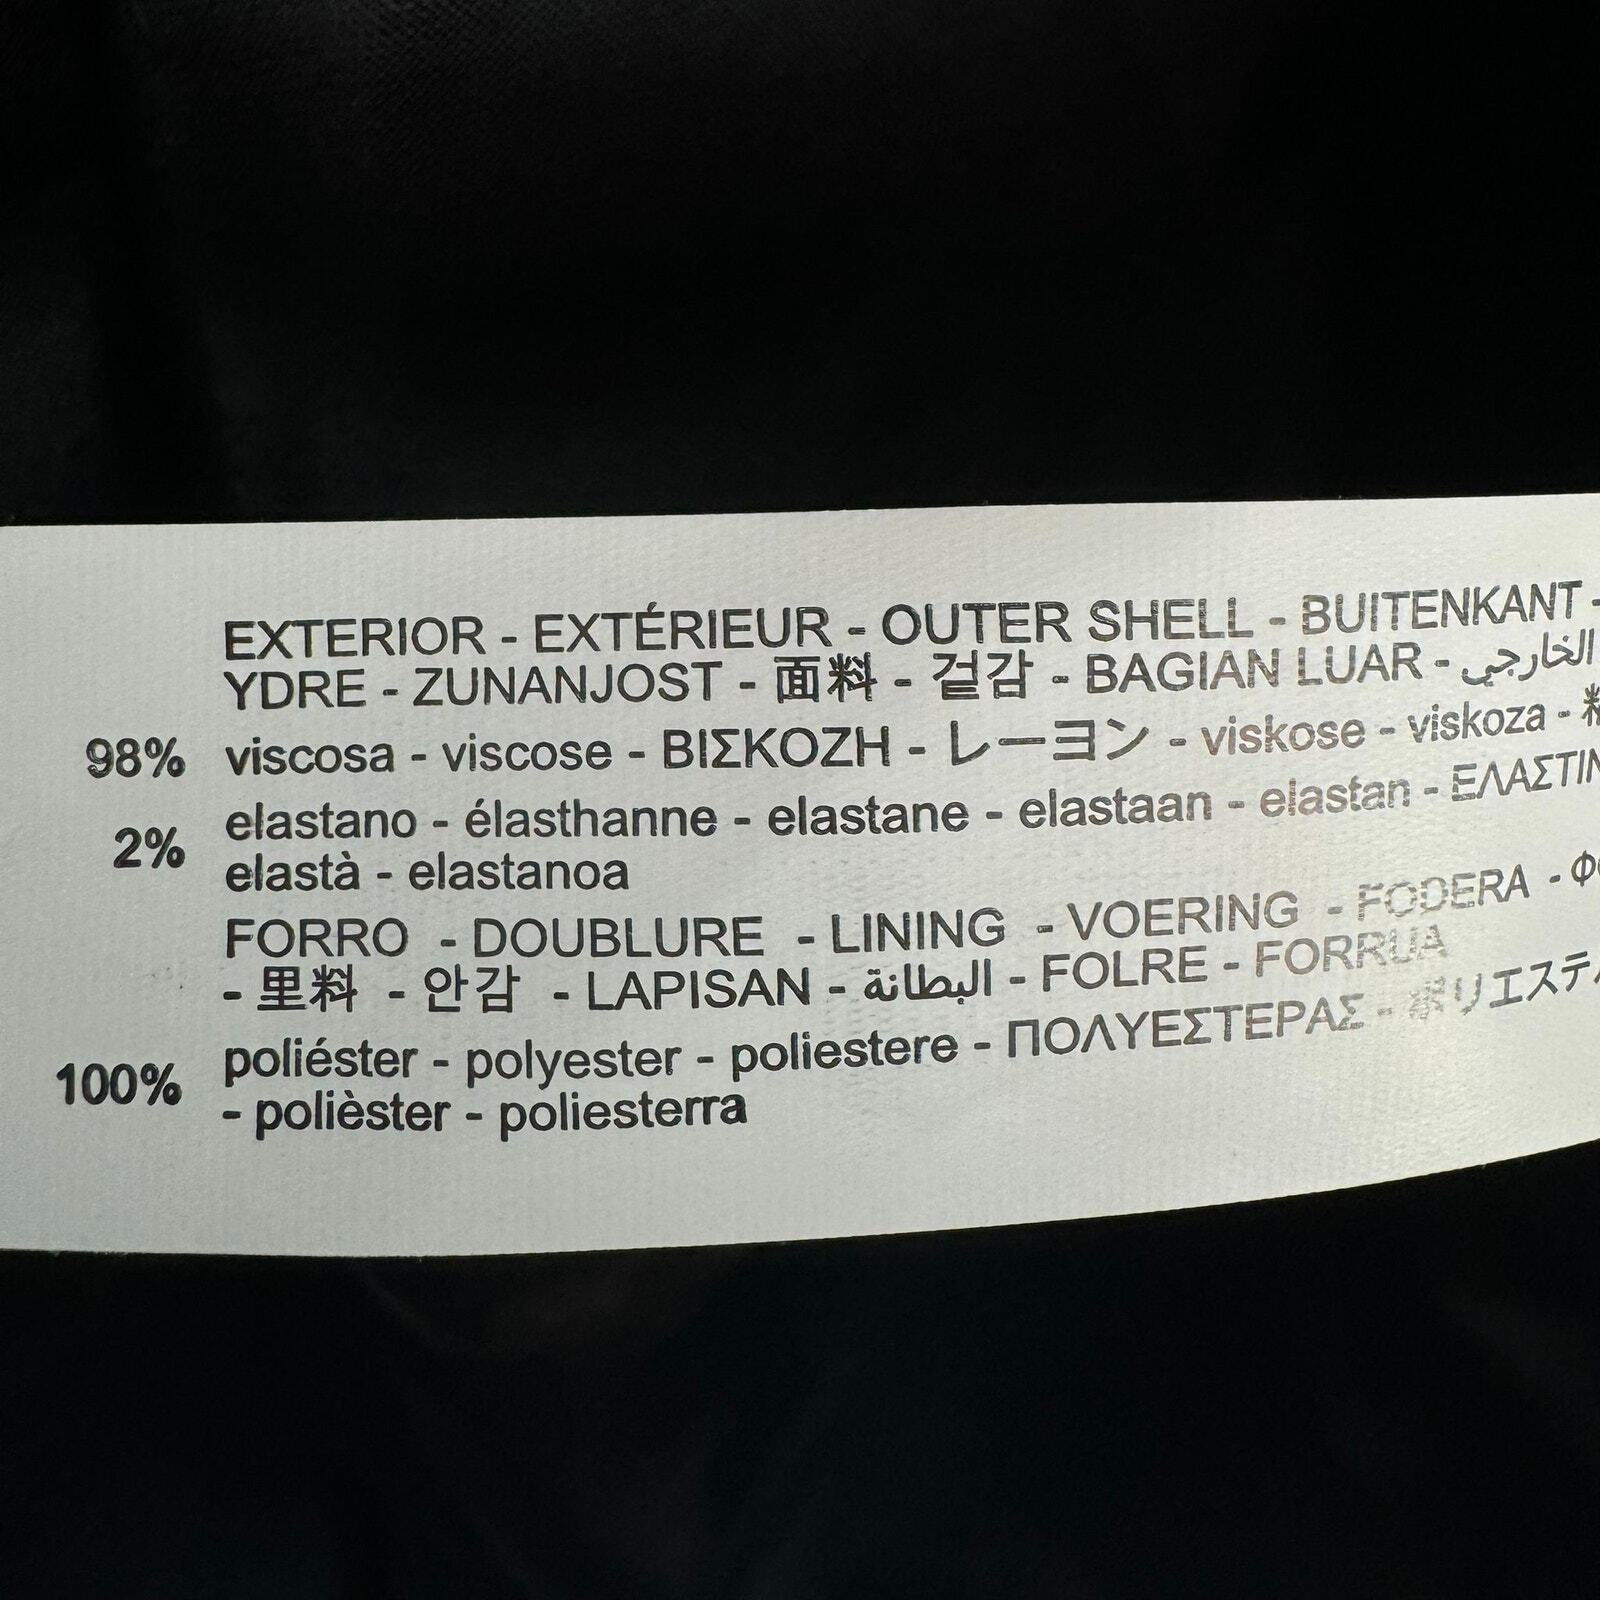 EXTERIOR - EXTÉRIEUR - OUTER SHELL - BUITENKANT -
YDRE - ZUNANJOST - 面料 - 겉감 - BAGIAN LUAR - الخارجي
98% viscosa - viscose - ΒΙΣΚΟΖΗ - レーヨン - viskose - viskoza -
2% elastano - élasthanne - elastane - elastaan - elastan -
elastà - elastanoa
FORRO - DOUBLURE - LINING - VOERING - FODERA -
- 里料 - 안감 - LAPISAN - البطانة - FOLRE - FORRUA
100% poliéster - polyester - poliestere - ΠΟΛΥΕΣΤΕΡΑΣ -
- polièster - poliesterra